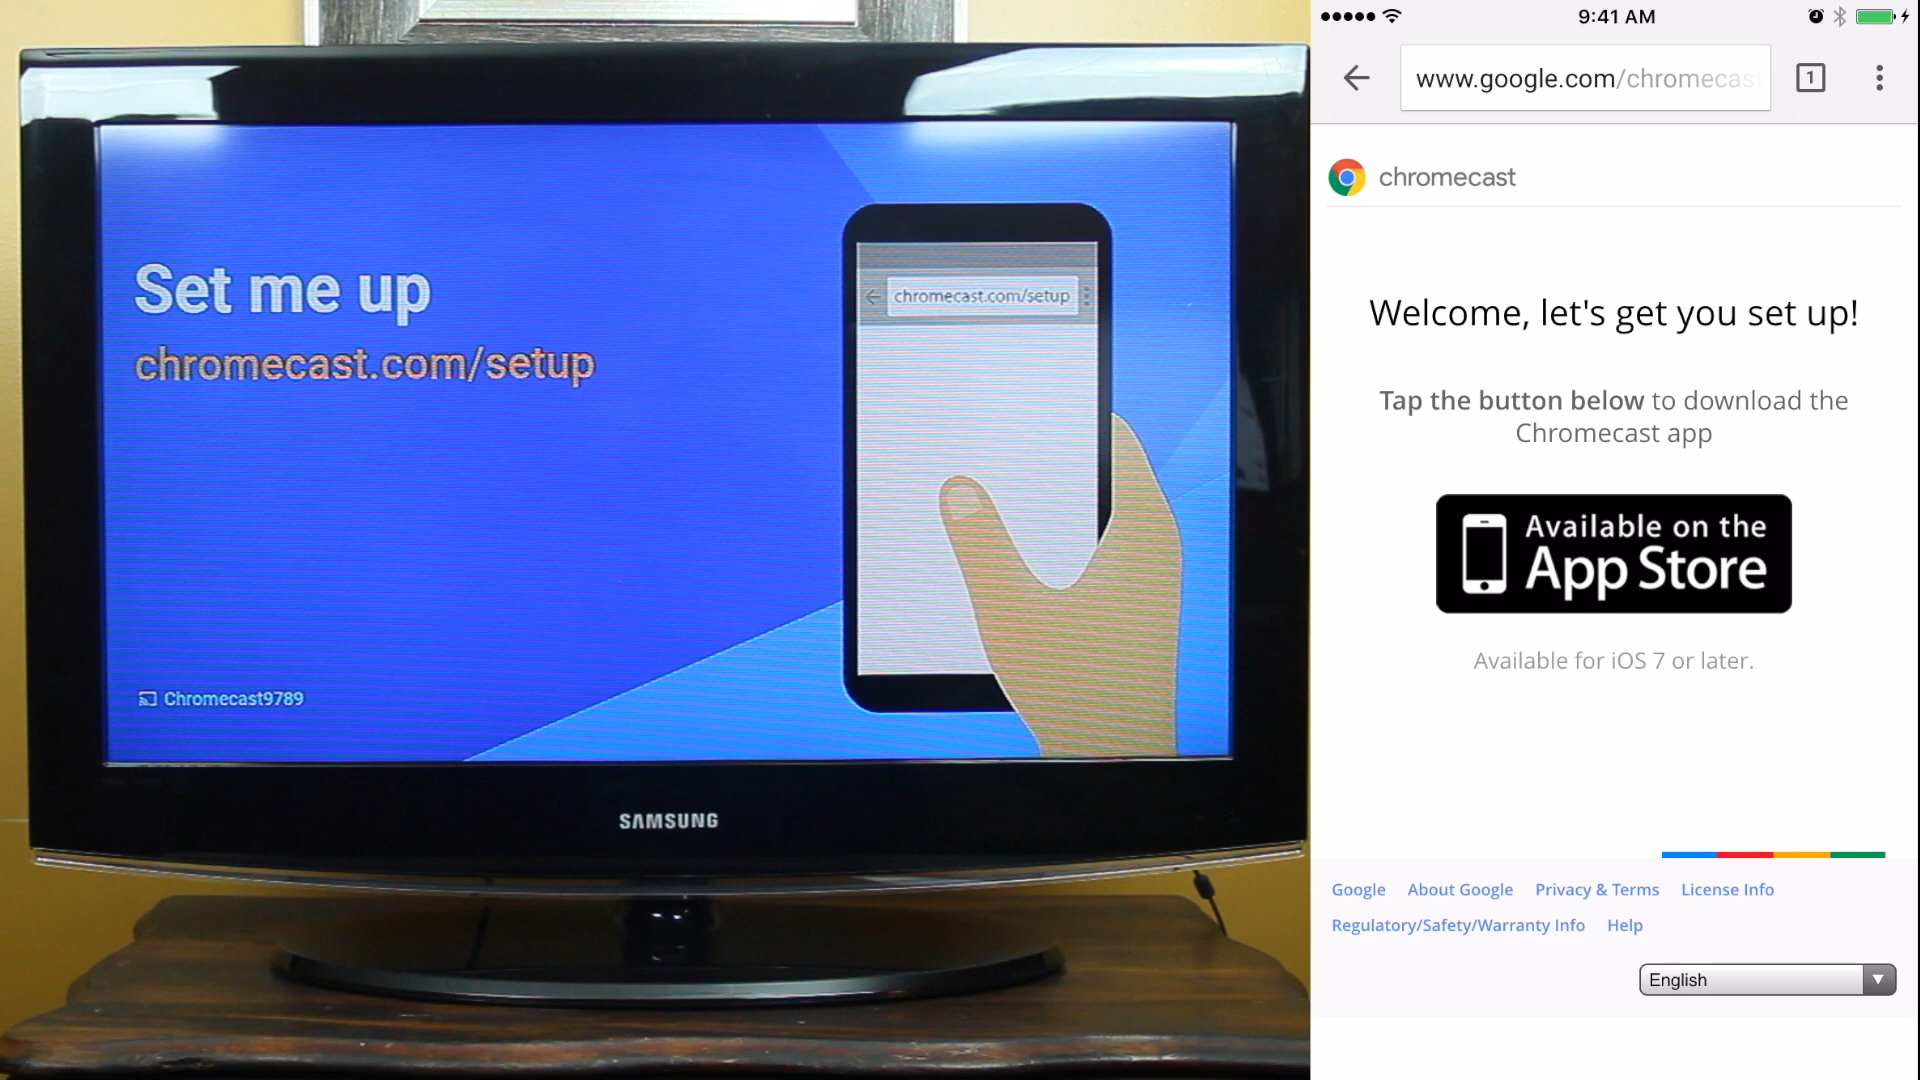 Set me up
chromecast.com/setup
chromecast.com/setup
Chromecast9789
SAMSUNG
9:41 AM
www.google.com/chromecas
1
chromecast
Welcome, let's get you set up!
Tap the button below to download the
Chromecast app
Available on the
App Store
Available for iOS 7 or later.
Google About Google Privacy & Terms License Info
Regulatory/Safety/Warranty Info Help
English